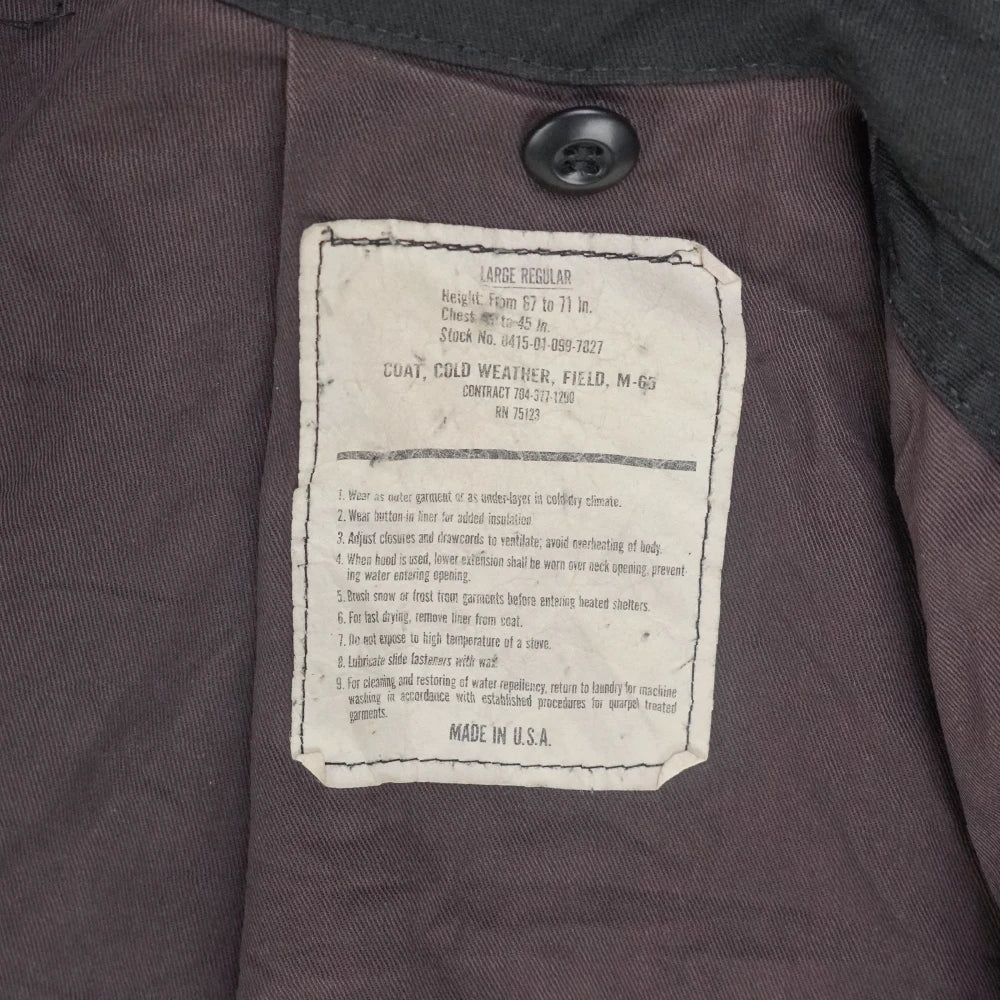 LARGE REGULAR
Height: From 67 to 71 In.
Chest to 45 In.
Stock No. 8415-01-099-7827
COAT, COLD WEATHER, FIELD, M-65
CONTRACT 784-377-1290
RN 75123
1. Wear as outer garment or as under-layer in cold-dry climate.
2. Wear button-in liner for added insulation
3. Adjust closures and drawcords to ventilate; avoid overheating of body.
4. When hood is used, lower extension shall be worn over neck opening, prevent-
ing water entering opening.
5. Brush snow or frost from garments before entering heated shelters.
6. For fast drying, remove liner from coat.
7. Do not expose to high temperature of a stove.
8. Lubricate slide fasteners with wax
9. For cleaning and restoring of water repellency, return to laundry for machine
washing in accordance with established procedures for quarpel treated
garments.
MADE IN U.S.A.